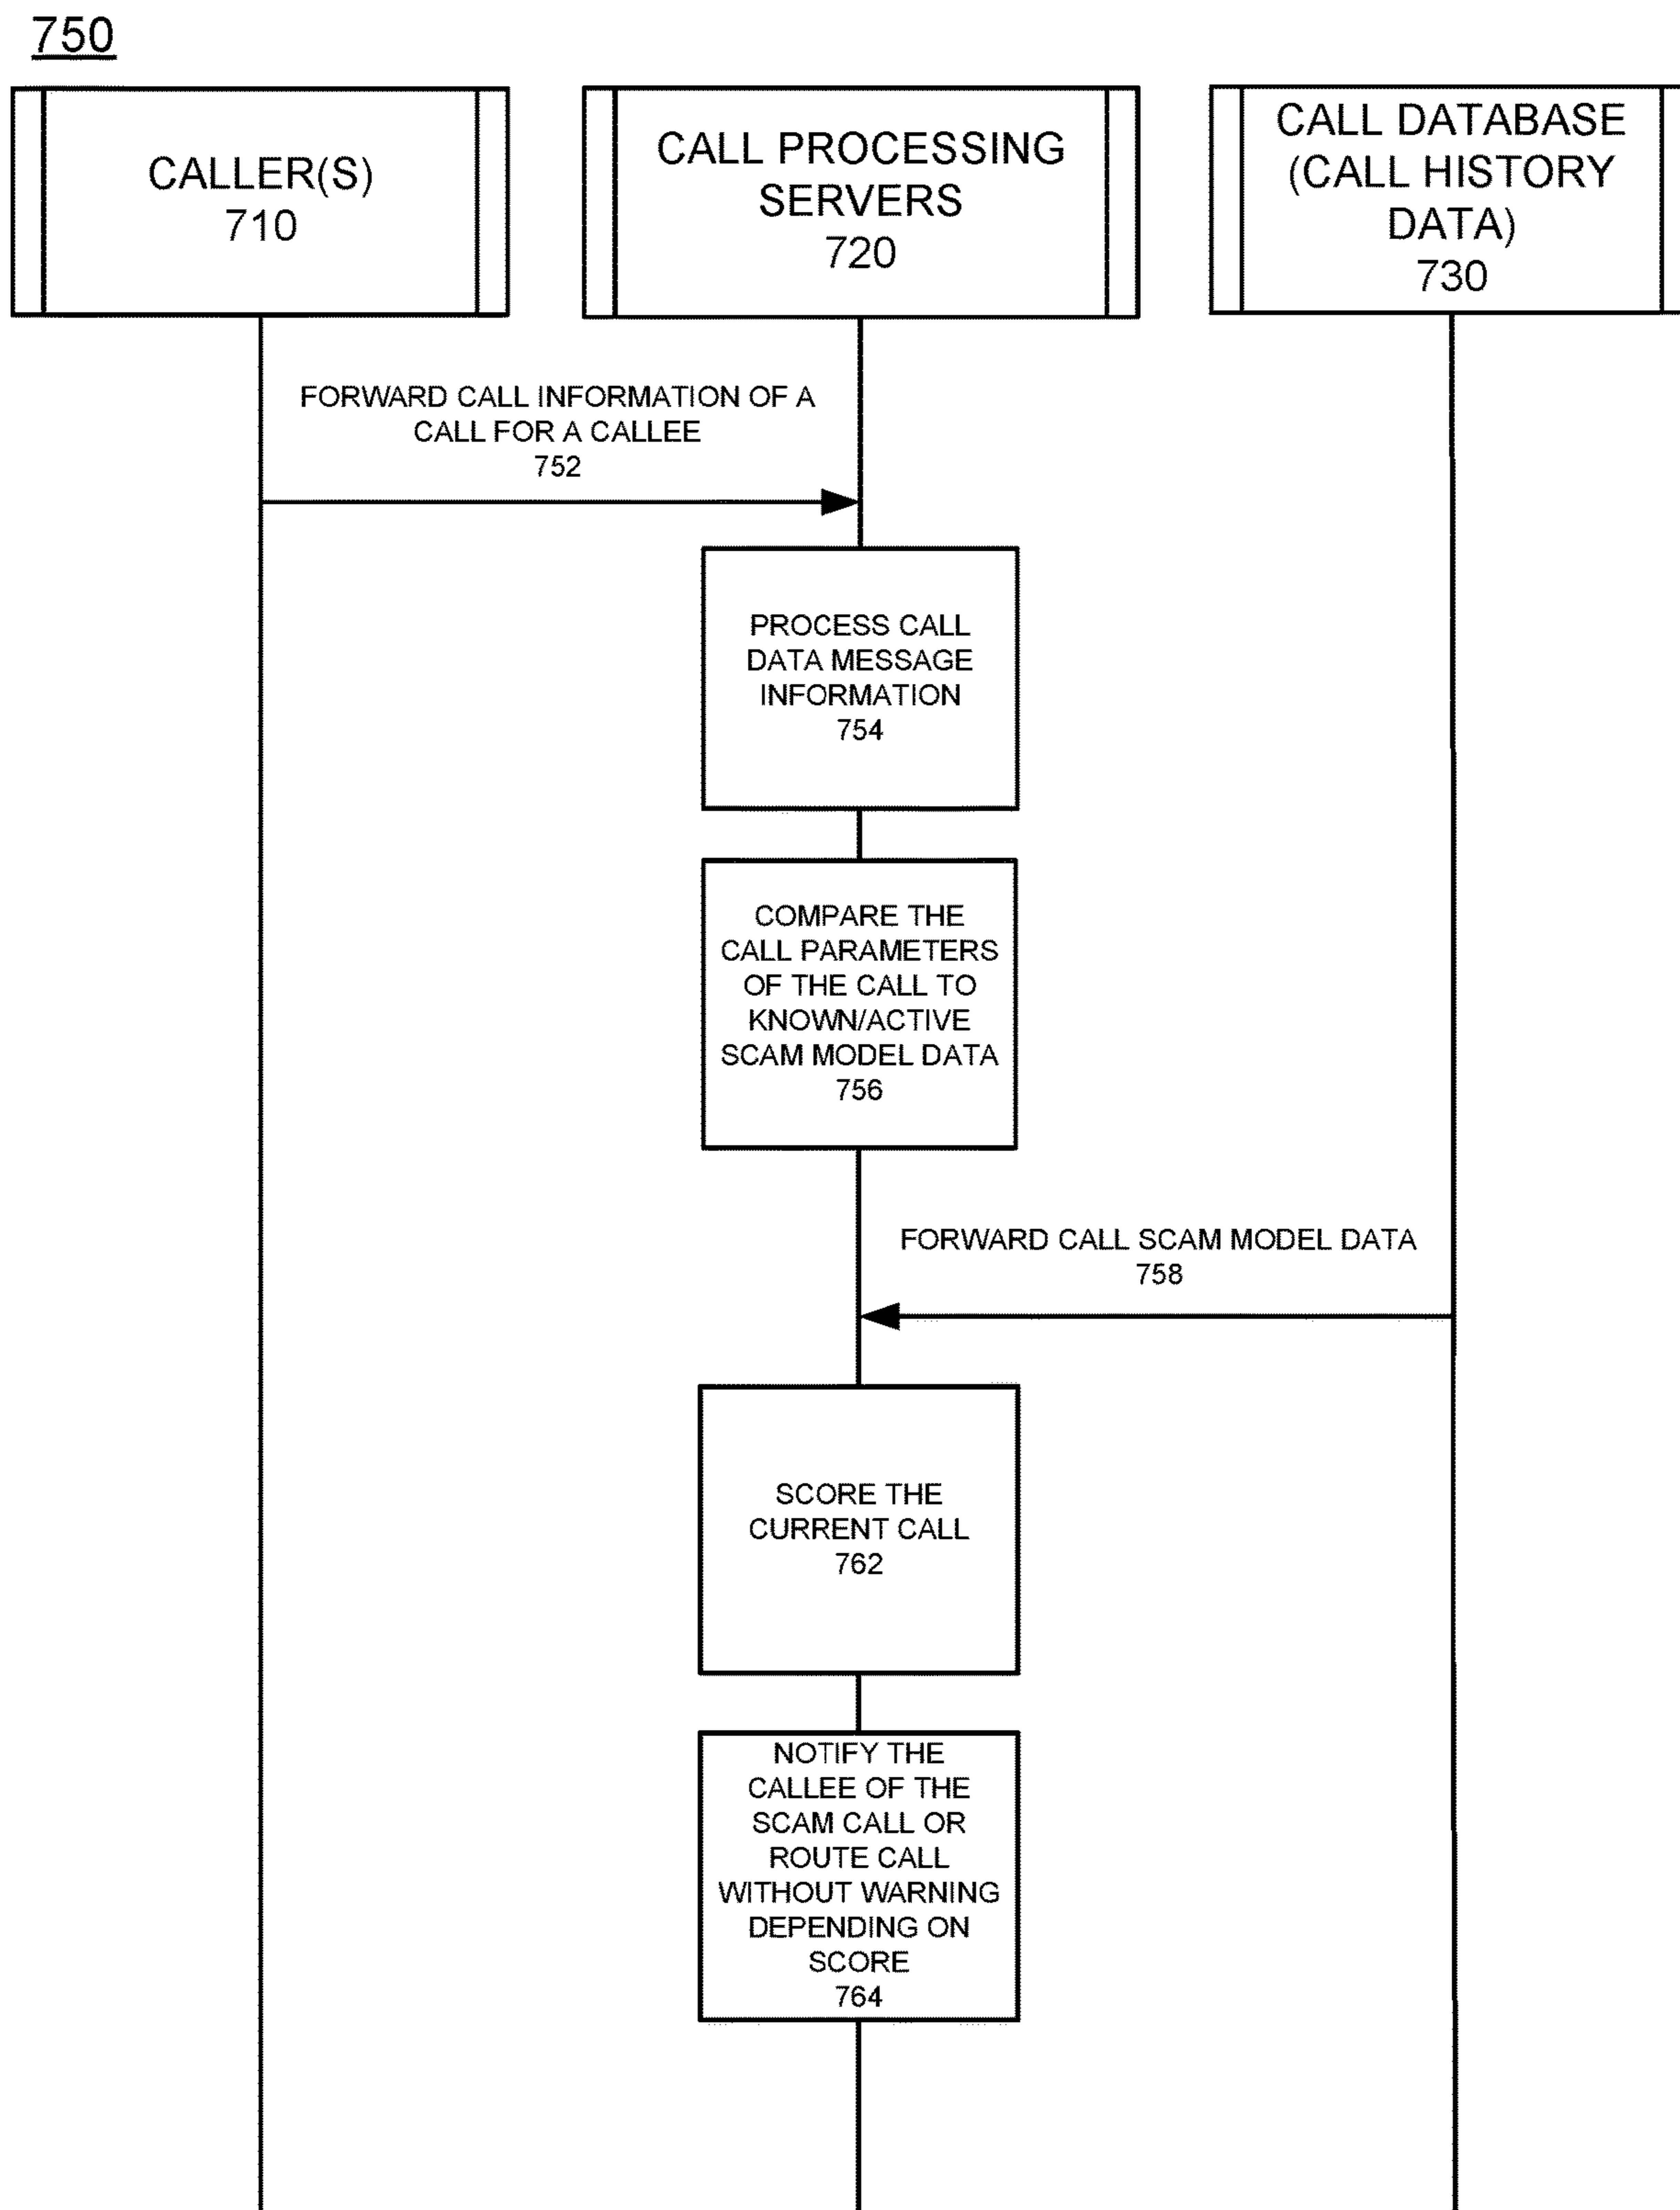 750
CALLER(S)
710
CALL PROCESSING
SERVERS
720
CALL DATABASE
(CALL HISTORY
DATA)
730
FORWARD CALL INFORMATION OF A
CALL FOR A CALLEE
752
PROCESS CALL
DATA MESSAGE
INFORMATION
754
COMPARE THE
CALL PARAMETERS
OF THE CALL TO
KNOWN/ACTIVE
SCAM MODEL DATA
756
FORWARD CALL SCAM MODEL DATA
758
SCORE THE
CURRENT CALL
762
NOTIFY THE
CALLEE OF THE
SCAM CALL OR
ROUTE CALL
WITHOUT WARNING
DEPENDING ON
SCORE
764